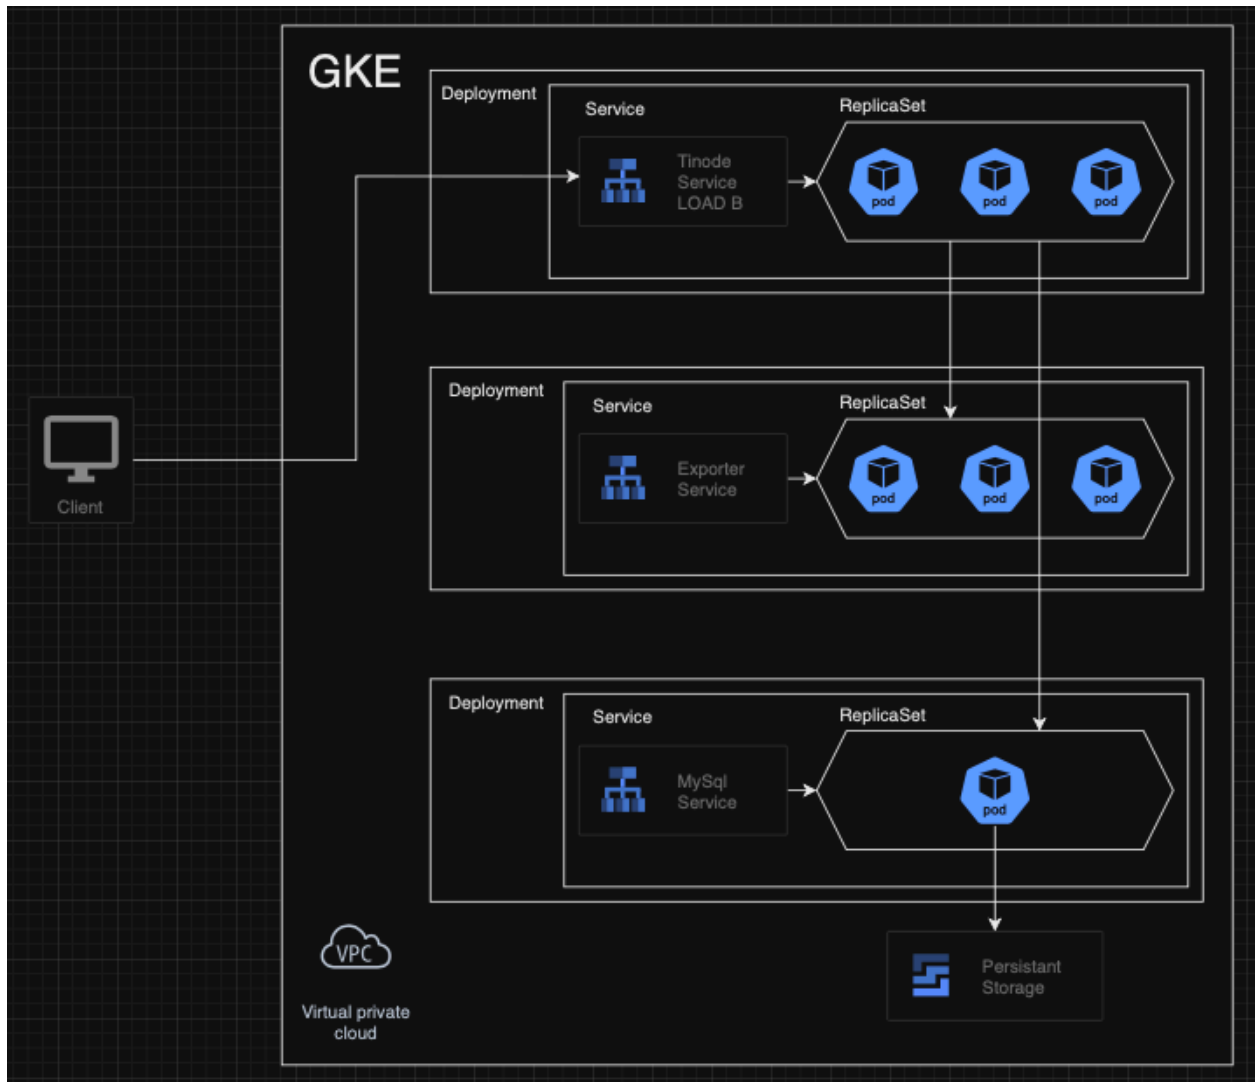 GKE
Deployment
Service
ReplicaSet
Tinode
Service
LOAD B
pod
pod
pod
Deployment
Service
ReplicaSet
Exporter
Service
pod
pod
pod
Client
Deployment
Service
ReplicaSet
MySql
Service
pod
VPC
Virtual private
cloud
Persistant
Storage